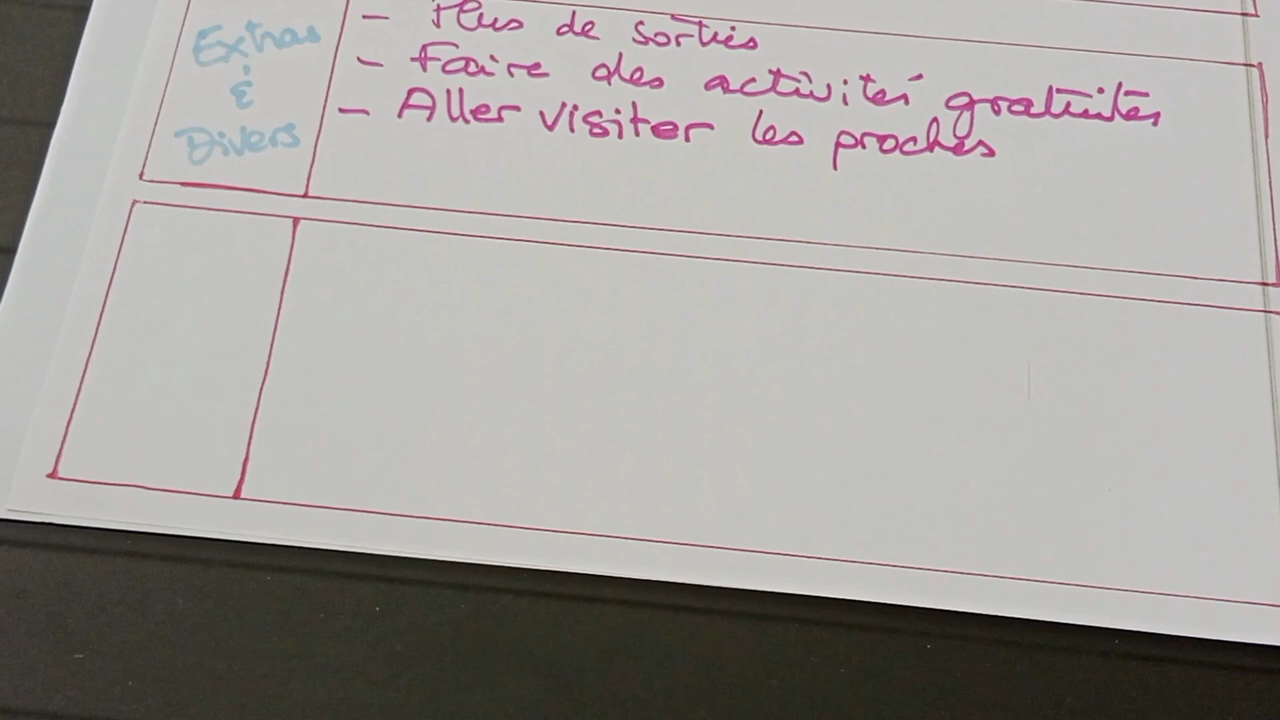 Extras
&
Divers
- Plus de sorties
- Faire des activités gratuites
- Aller visiter les proches